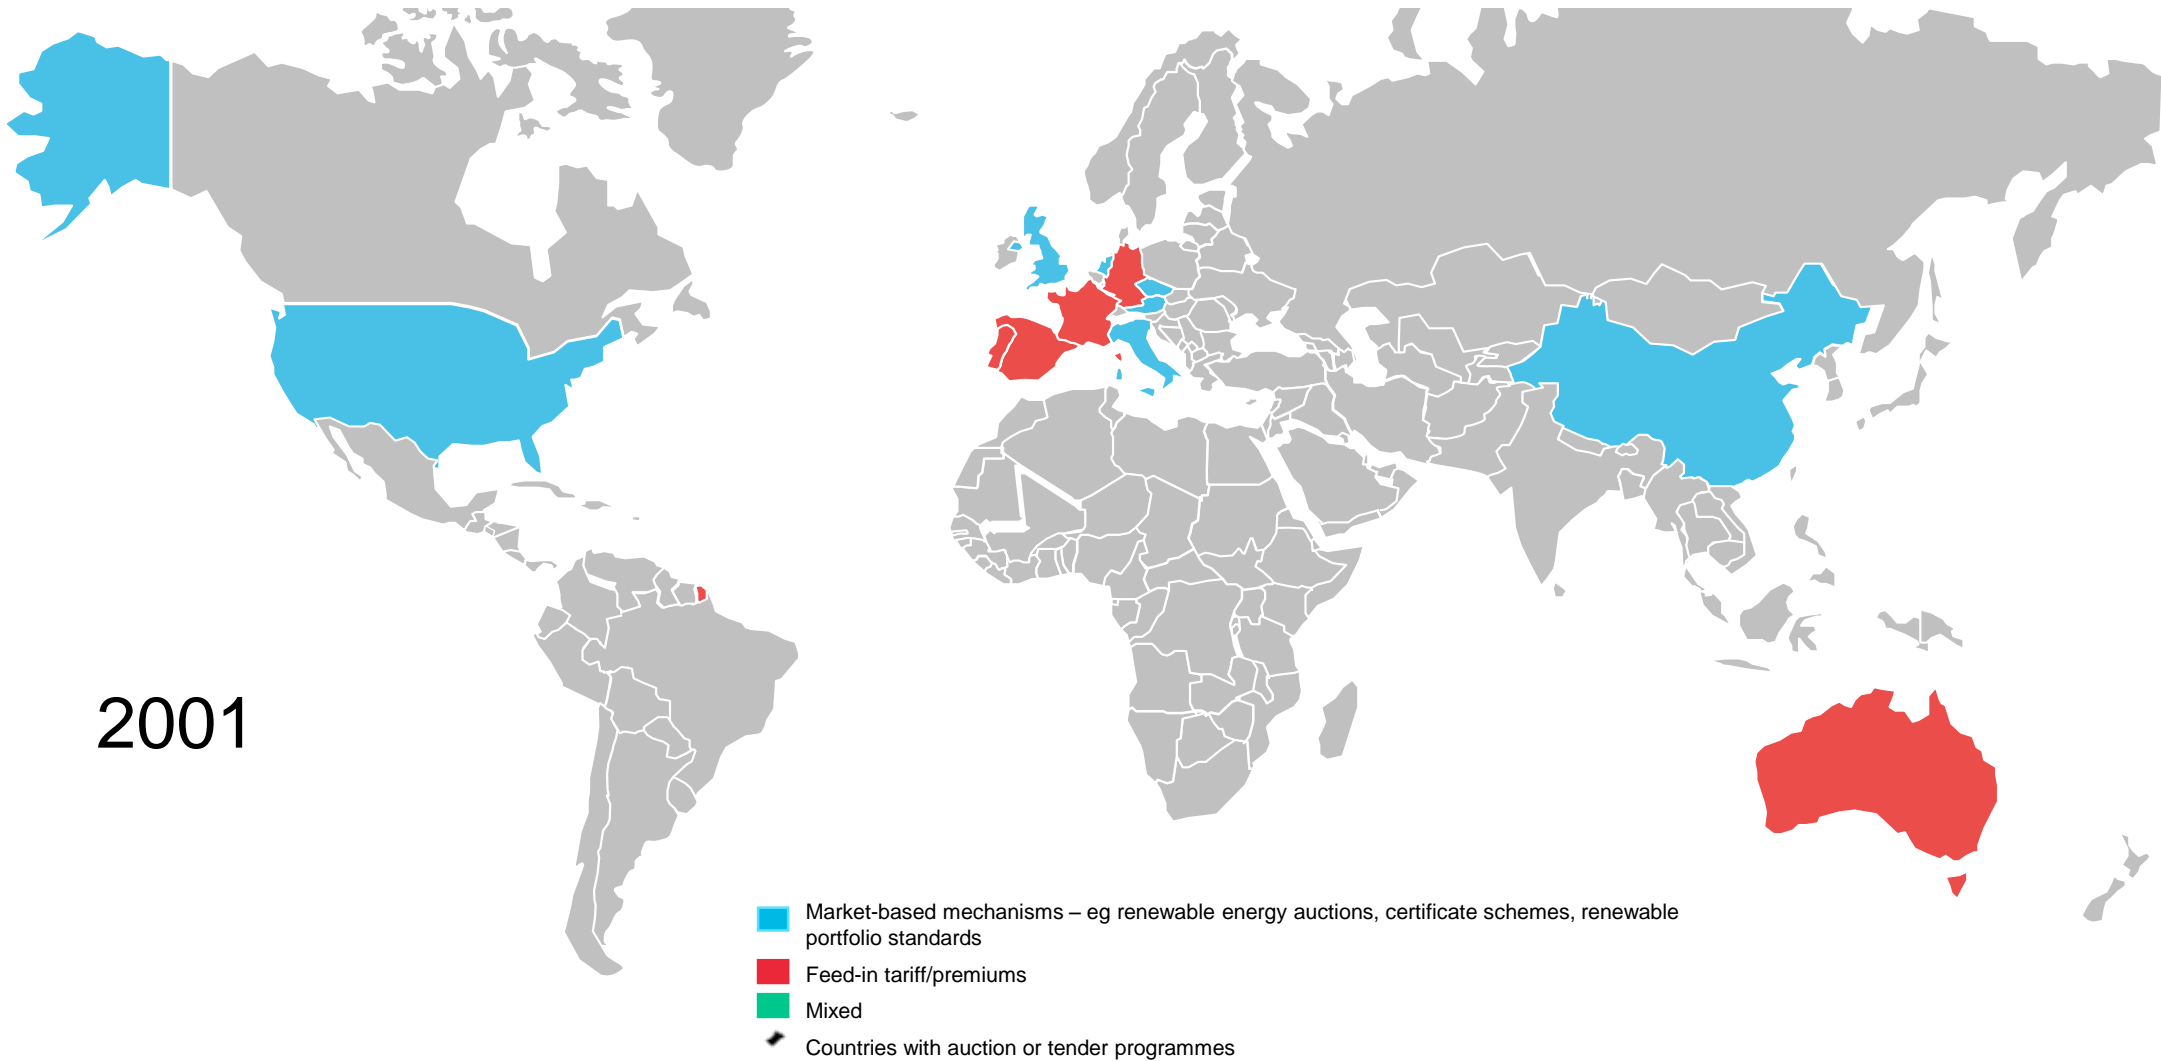 2001
Market-based mechanisms – eg renewable energy auctions, certificate schemes, renewable
portfolio standards
Feed-in tariff/premiums
Mixed
Countries with auction or tender programmes